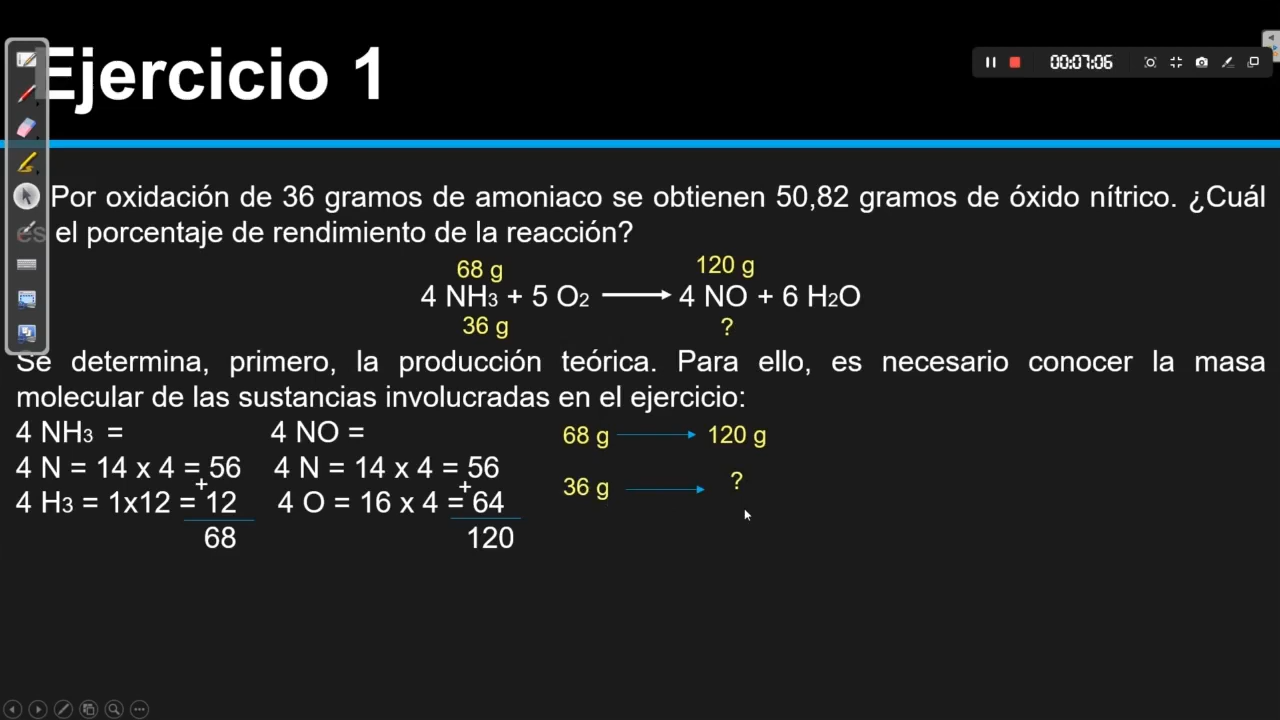 Ejercicio 1
00:07:06
Por oxidación de 36 gramos de amoniaco se obtienen 50,82 gramos de óxido nítrico. ¿Cuál
es el porcentaje de rendimiento de la reacción?
68 g 120 g
4 NH3 + 5 O2 → 4 NO + 6 H2O
36 g ?
Se determina, primero, la producción teórica. Para ello, es necesario conocer la masa
molecular de las sustancias involucradas en el ejercicio:
4 NH3 = 4 NO = 68 g → 120 g
4 N = 14 x 4 = 56 4 N = 14 x 4 = 56
+ + 36 g → ?
4 H3 = 1x12 = 12 4 O = 16 x 4 = 64
68 120